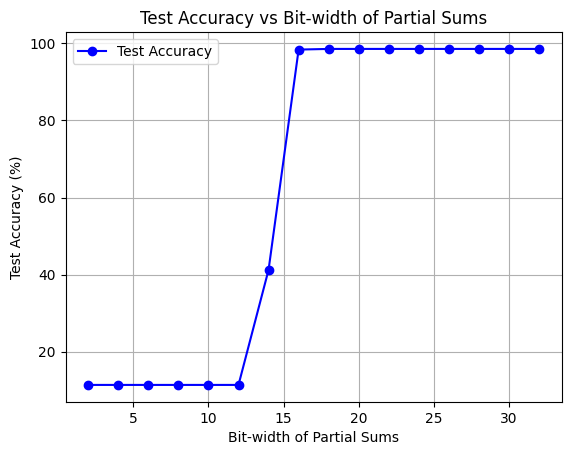 Test Accuracy vs Bit-width of Partial Sums
Test Accuracy
100
80
60
40
20
Test Accuracy (%)
5 10 15 20 25 30
Bit-width of Partial Sums